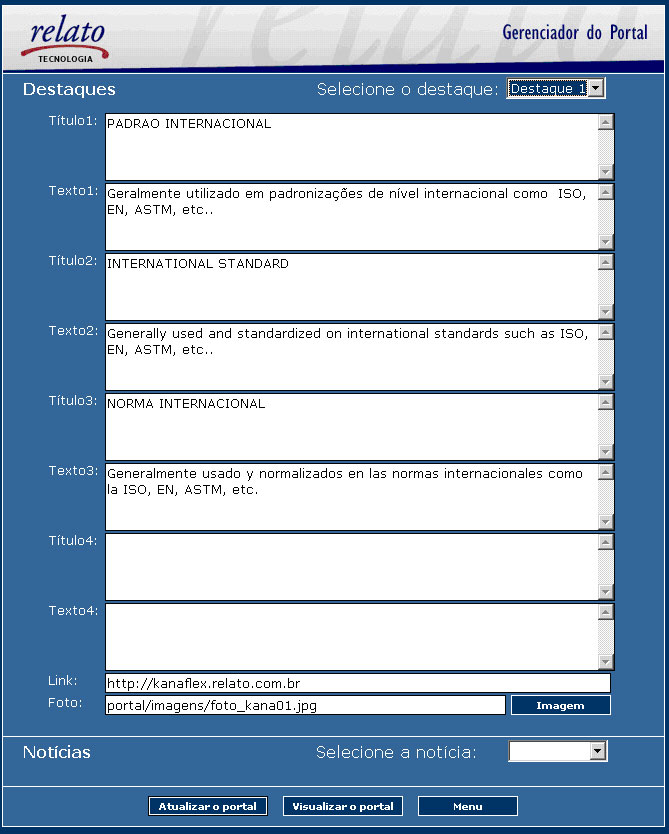 relato
TECNOLOGIA
Gerenciador do Portal
Destaques
Selecione o destaque: Destaque 1
Título1: PADRAO INTERNACIONAL
Texto1: Geralmente utilizado em padronizações de nível internacional como  ISO,
EN, ASTM, etc..
Título2: INTERNATIONAL STANDARD
Texto2: Generally used and standardized on international standards such as ISO,
EN, ASTM, etc..
Título3: NORMA INTERNACIONAL
Texto3: Generalmente usado y normalizados en las normas internacionales como
la ISO, EN, ASTM, etc.
Título4:
Texto4:
Link: http://kanaflex.relato.com.br
Foto: portal/imagens/foto_kana01.jpg Imagem
Notícias
Selecione a notícia:
Atualizar o portal Visualizar o portal Menu